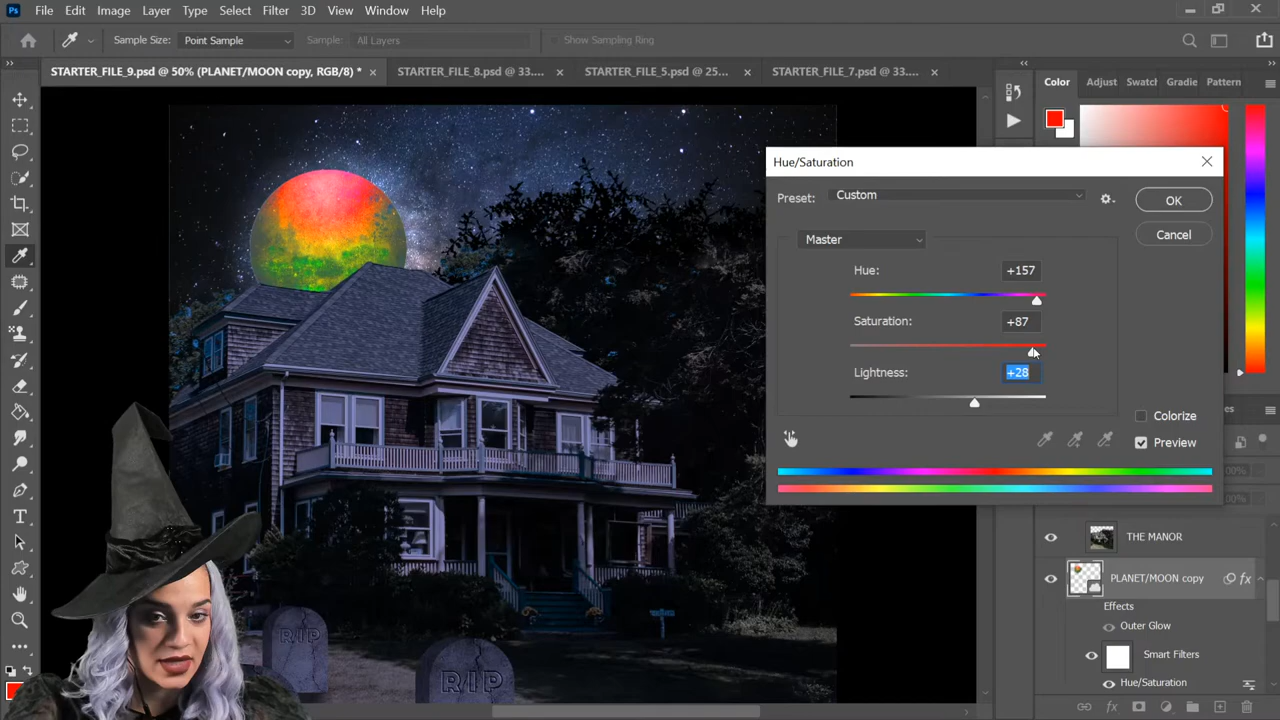 Ps File Edit Image Layer Type Select Filter 3D View Window Help
Sample Size: Point Sample Sample: All Layers Show Sampling Ring
STARTER_FILE_9.psd @ 50% (PLANET/MOON copy, RGB/8) * × STARTER_FILE_8.psd @ 33.... × STARTER_FILE_5.psd @ 25... × STARTER_FILE_7.psd @ 33.... ×
Color Adjust Swatch Gradie Pattern
Hue/Saturation
Preset: Custom
OK
Master
Cancel
Hue: +157
Saturation: +87
Lightness: +28
Colorize
Preview
THE MANOR
PLANET/MOON copy fx
Effects
Outer Glow
Smart Filters
Hue/Saturation
fx
RIP
RIP